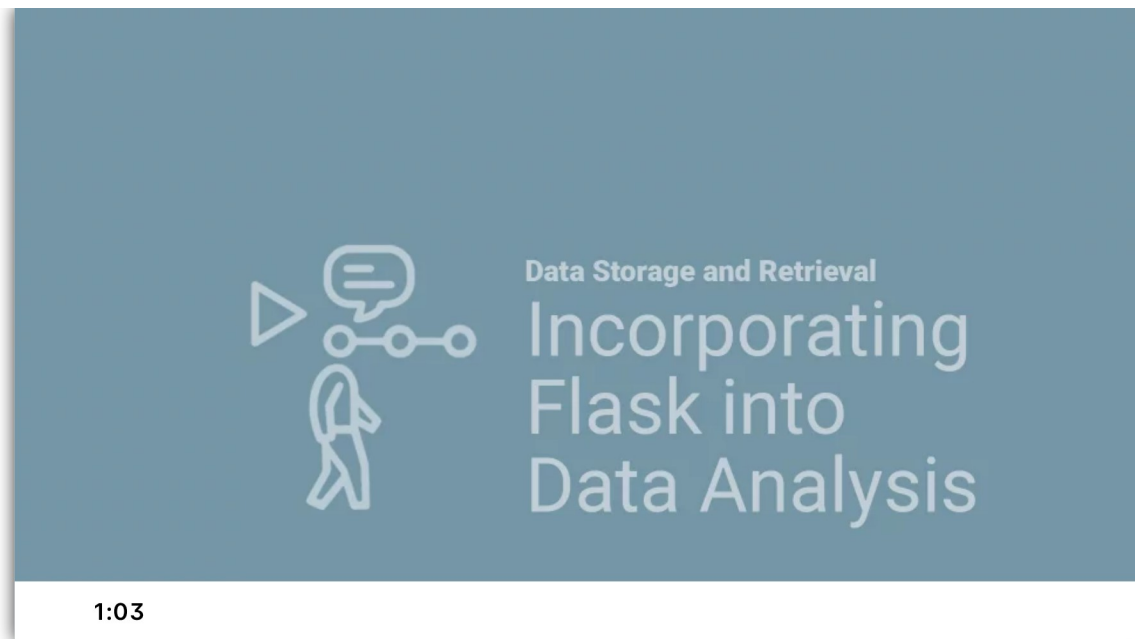 Data Storage and Retrieval
Incorporating
Flask into
Data Analysis
1:03